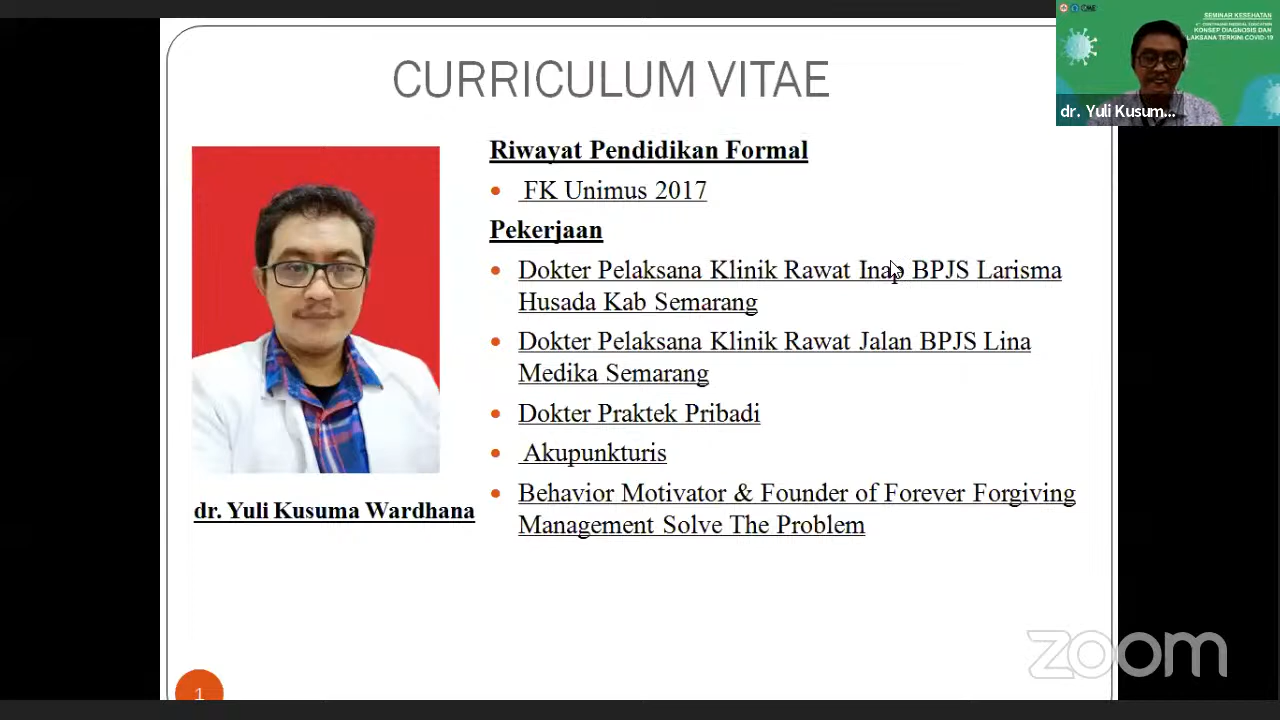 CURRICULUM VITAE
SEMINAR KESEHATAN
KONSEP DIAGNOSIS DAN
LAKSANA TERKINI COVID-19
dr. Yuli Kusum...
Riwayat Pendidikan Formal
FK Unimus 2017
Pekerjaan
Dokter Pelaksana Klinik Rawat Inap BPJS Larisma
Husada Kab Semarang
Dokter Pelaksana Klinik Rawat Jalan BPJS Lina
Medika Semarang
Dokter Praktek Pribadi
Akupunkturis
Behavior Motivator & Founder of Forever Forgiving
Management Solve The Problem
dr. Yuli Kusuma Wardhana
zoom
1